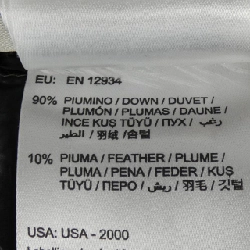 EU: EN 12934
90% PIUMINO / DOWN / DUVET /
PLUMÓN / PLUMAS / DAUNE /
INCE KUŞ TÜYÜ / ПУХ / زغب
الطير / 羽绒 / 솜털
10% PIUMA / FEATHER / PLUME /
PLUMA / PENA / FEDER / KUŞ
TÜYÜ / ПЕРО / ريش / 羽毛 / 깃털
USA: USA - 2000